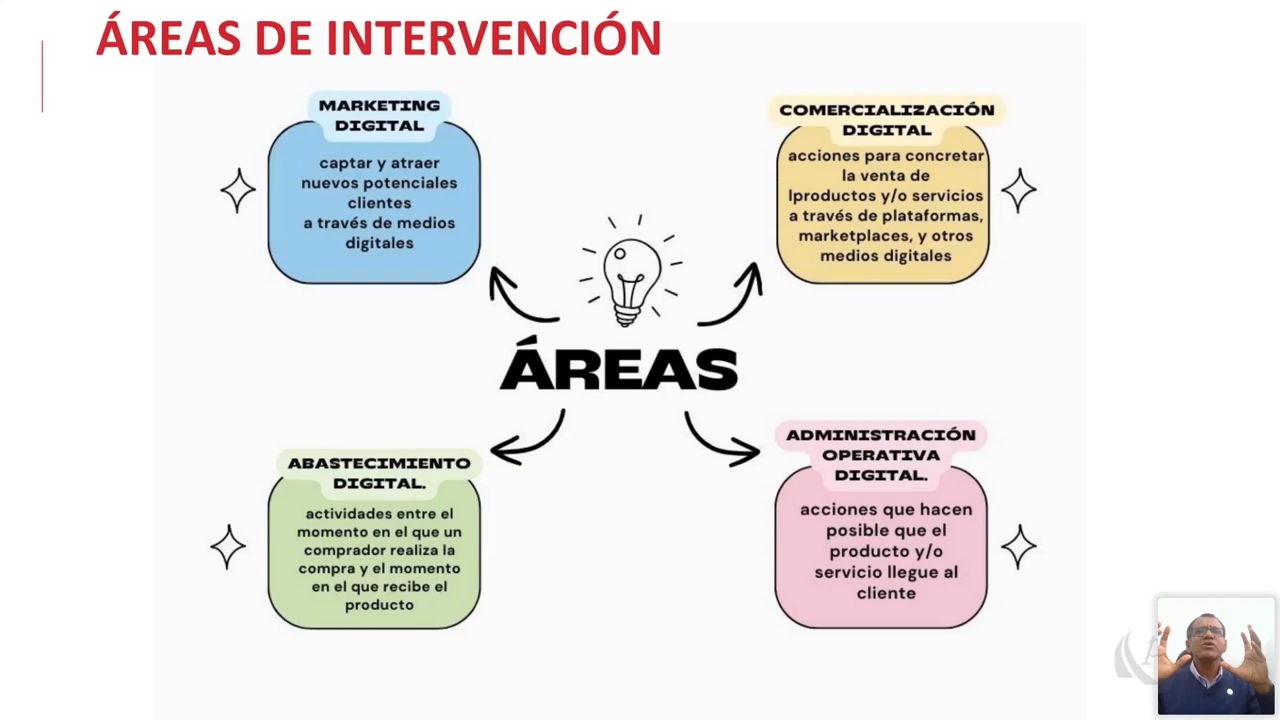 ÁREAS DE INTERVENCIÓN
MARKETING
DIGITAL
captar y atraer
nuevos potenciales
clientes
a través de medios
digitales
COMERCIALIZACIÓN
DIGITAL
acciones para concretar
la venta de
lproductos y/o servicios
a través de plataformas,
marketplaces, y otros
medios digitales
ÁREAS
ABASTECIMIENTO
DIGITAL.
actividades entre el
momento en el que un
comprador realiza la
compra y el momento
en el que recibe el
producto
ADMINISTRACIÓN
OPERATIVA
DIGITAL.
acciones que hacen
posible que el
producto y/o
servicio llegue al
cliente